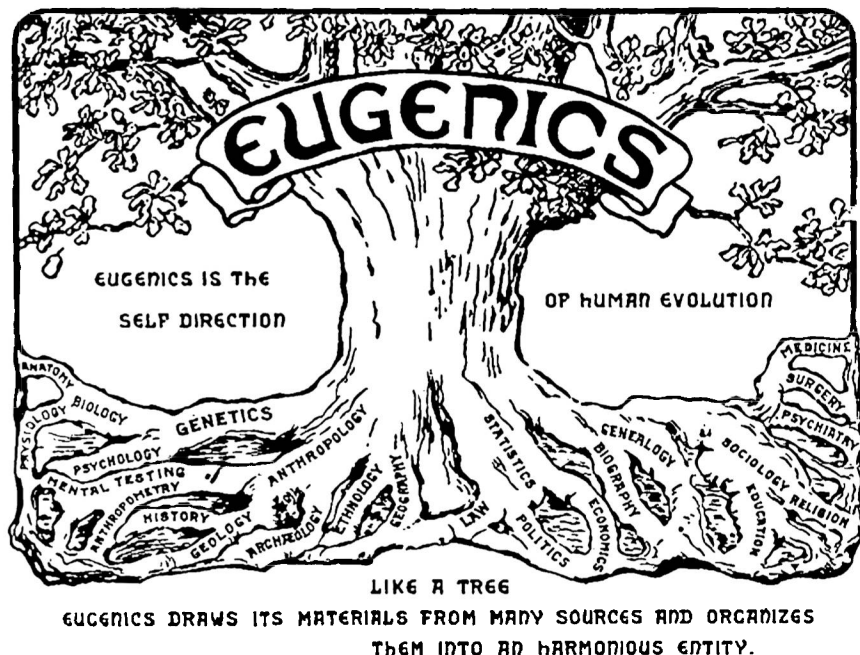 EUGENICS
EUGENICS IS THE
SELF DIRECTION
OF HUMAN EVOLUTION
ANATOMY
PHYSIOLOGY
BIOLOGY
GENETICS
PSYCHOLOGY
MENTAL TESTING
ANTHROPOMETRY
HISTORY
ANTHROPOLOGY
GEOLOGY
ARCHÆOLOGY
ETHNOLOGY
GEOGRAPHY
LAW
STATISTICS
POLITICS
ECONOMICS
BIOGRAPHY
GENEALOGY
SOCIOLOGY
EDUCATION
RELIGION
PSYCHIATRY
SURGERY
MEDICINE
LIKE A TREE
EUGENICS DRAWS ITS MATERIALS FROM MANY SOURCES AND ORGANIZES
THEM INTO AN HARMONIOUS ENTITY.